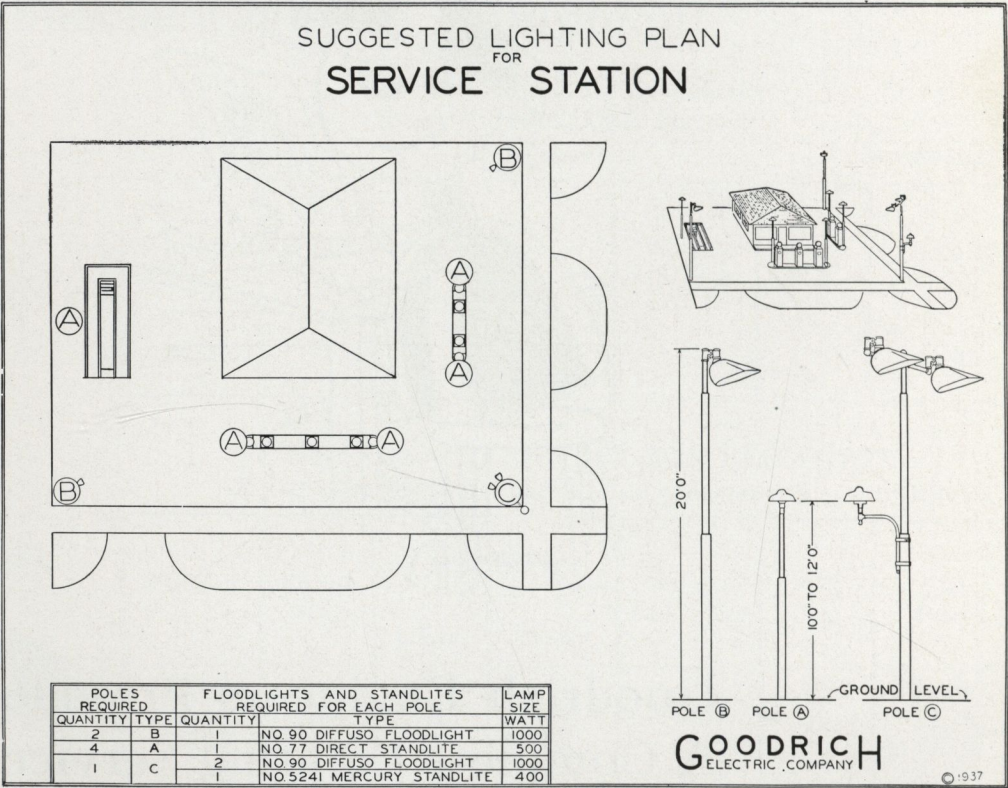 SUGGESTED LIGHTING PLAN
FOR
SERVICE STATION
B
A
A
A
A
A
B
C
20'0"
10'0" TO 12'0"
GROUND LEVEL
POLE B POLE A POLE C
POLES REQUIRED FLOODLIGHTS AND STANDLITES REQUIRED FOR EACH POLE LAMP SIZE
QUANTITY TYPE QUANTITY TYPE WATT
2 B 1 NO. 90 DIFFUSO FLOODLIGHT 1000
4 A 1 NO. 77 DIRECT STANDLITE 500
1 C 2 NO. 90 DIFFUSO FLOODLIGHT 1000
1 NO. 5241 MERCURY STANDLITE 400
GOODRICH
ELECTRIC COMPANY
© 1937